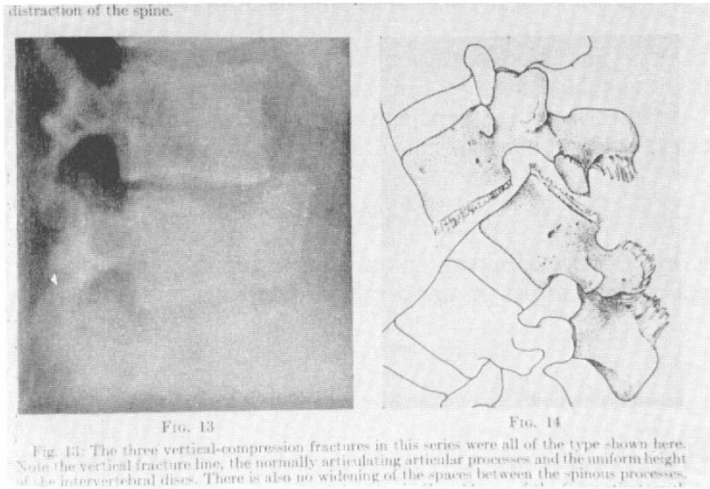 distraction of the spine.
FIG. 13
FIG. 14
Fig. 13: The three vertical-compression fractures in this series were all of the type shown here.
Note the vertical fracture line, the normally articulating articular processes and the uniform height
of the intervertebral discs. There is also no widening of the spaces between the spinous processes.